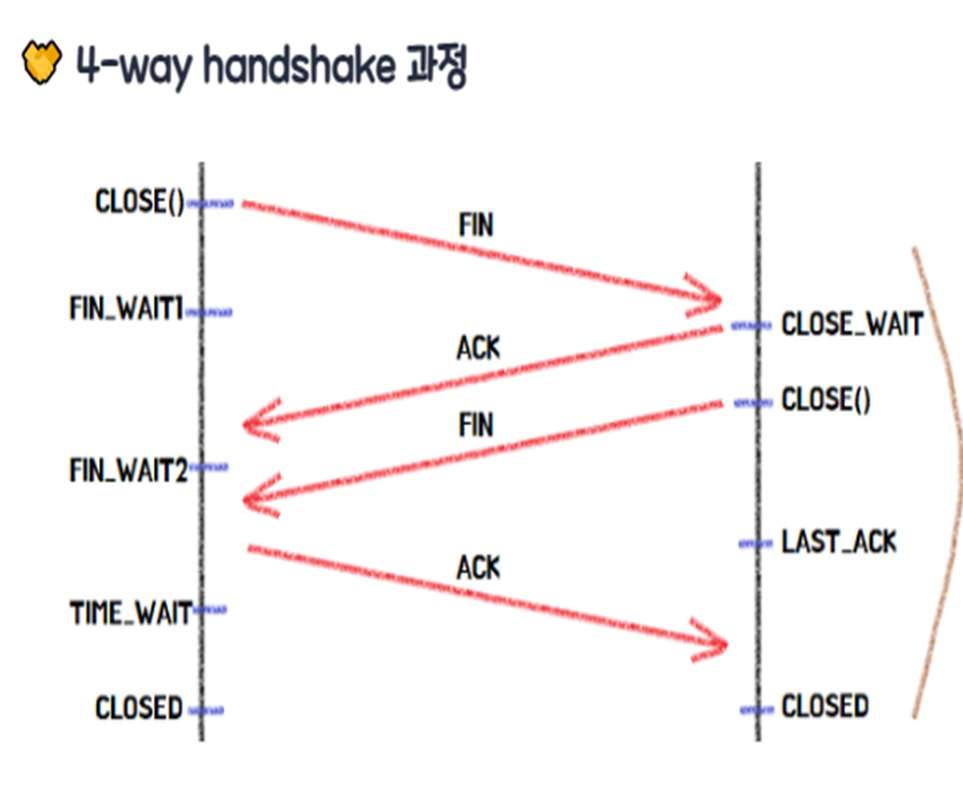 4-way handshake 과정
CLOSE()
FIN
FIN_WAIT1
CLOSE_WAIT
ACK
CLOSE()
FIN
FIN_WAIT2
LAST_ACK
ACK
TIME_WAIT
CLOSED
CLOSED